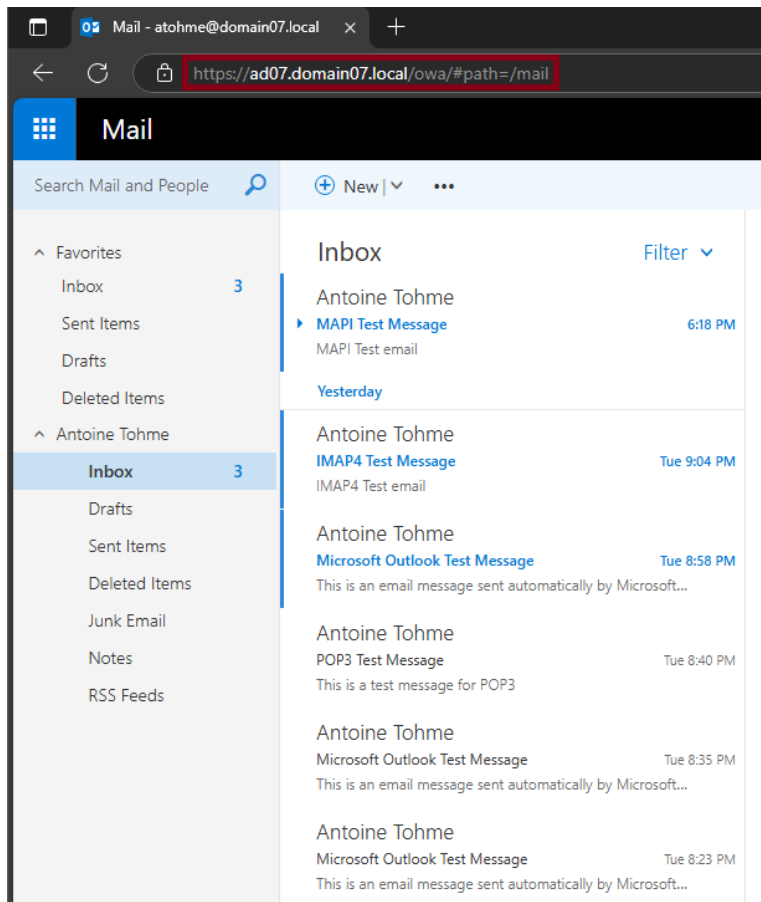 Mail - atohme@domain07.local
https://ad07.domain07.local/owa/#path=/mail
Mail
Search Mail and People
New
Favorites
Inbox 3
Sent Items
Drafts
Deleted Items
Antoine Tohme
Inbox 3
Drafts
Sent Items
Deleted Items
Junk Email
Notes
RSS Feeds
Inbox Filter
Antoine Tohme
MAPI Test Message 6:18 PM
MAPI Test email
Yesterday
Antoine Tohme
IMAP4 Test Message Tue 9:04 PM
IMAP4 Test email
Antoine Tohme
Microsoft Outlook Test Message Tue 8:58 PM
This is an email message sent automatically by Microsoft...
Antoine Tohme
POP3 Test Message Tue 8:40 PM
This is a test message for POP3
Antoine Tohme
Microsoft Outlook Test Message Tue 8:35 PM
This is an email message sent automatically by Microsoft...
Antoine Tohme
Microsoft Outlook Test Message Tue 8:23 PM
This is an email message sent automatically by Microsoft...